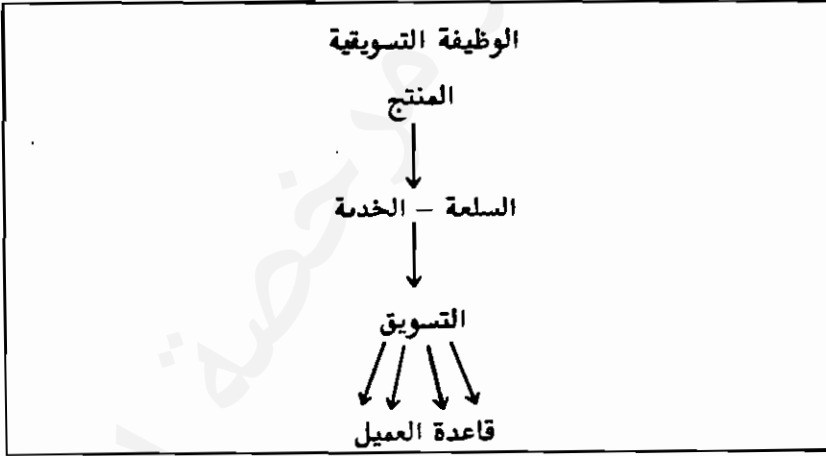 الوظيفة التسويقية
المنتج
السلعة – الخدمة
التسويق
قاعدة العميل